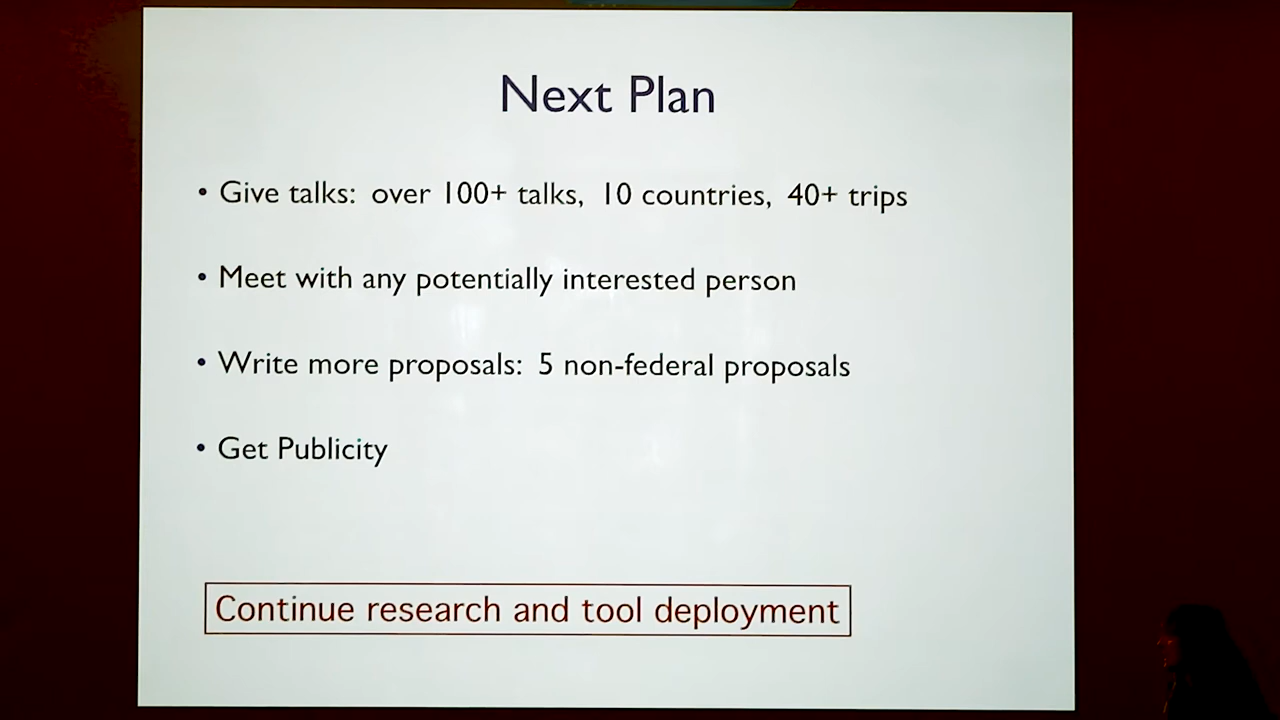 Next Plan
• Give talks: over 100+ talks, 10 countries, 40+ trips
• Meet with any potentially interested person
• Write more proposals: 5 non-federal proposals
• Get Publicity
Continue research and tool deployment